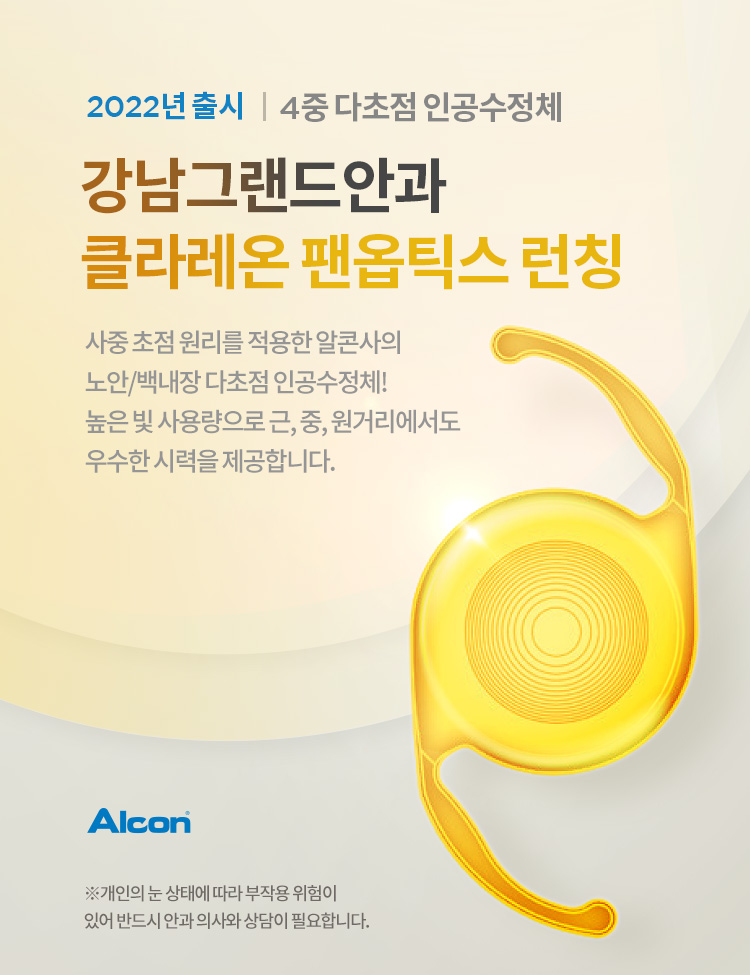 2022년 출시 | 4중 다초점 인공수정체
강남그랜드안과
클라레온 팬옵틱스 런칭
사중 초점 원리를 적용한 알콘사의
노안/백내장 다초점 인공수정체!
높은 빛 사용량으로 근, 중, 원거리에서도
우수한 시력을 제공합니다.
Alcon®
※개인의 눈 상태에 따라 부작용 위험이
있어 반드시 안과 의사와 상담이 필요합니다.